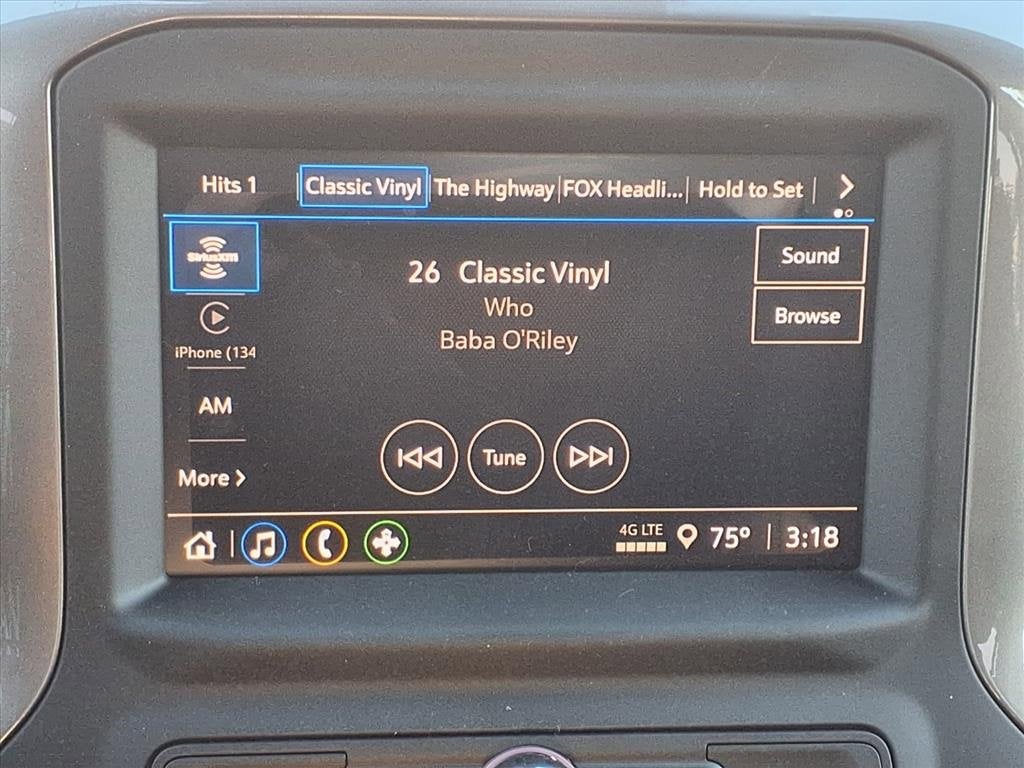 Hits 1
Classic Vinyl
The Highway
FOX Headli...
Hold to Set
SiriusXM
26 Classic Vinyl
Who
Baba O'Riley
Sound
Browse
iPhone (134
AM
More
Tune
4G LTE
75°
3:18